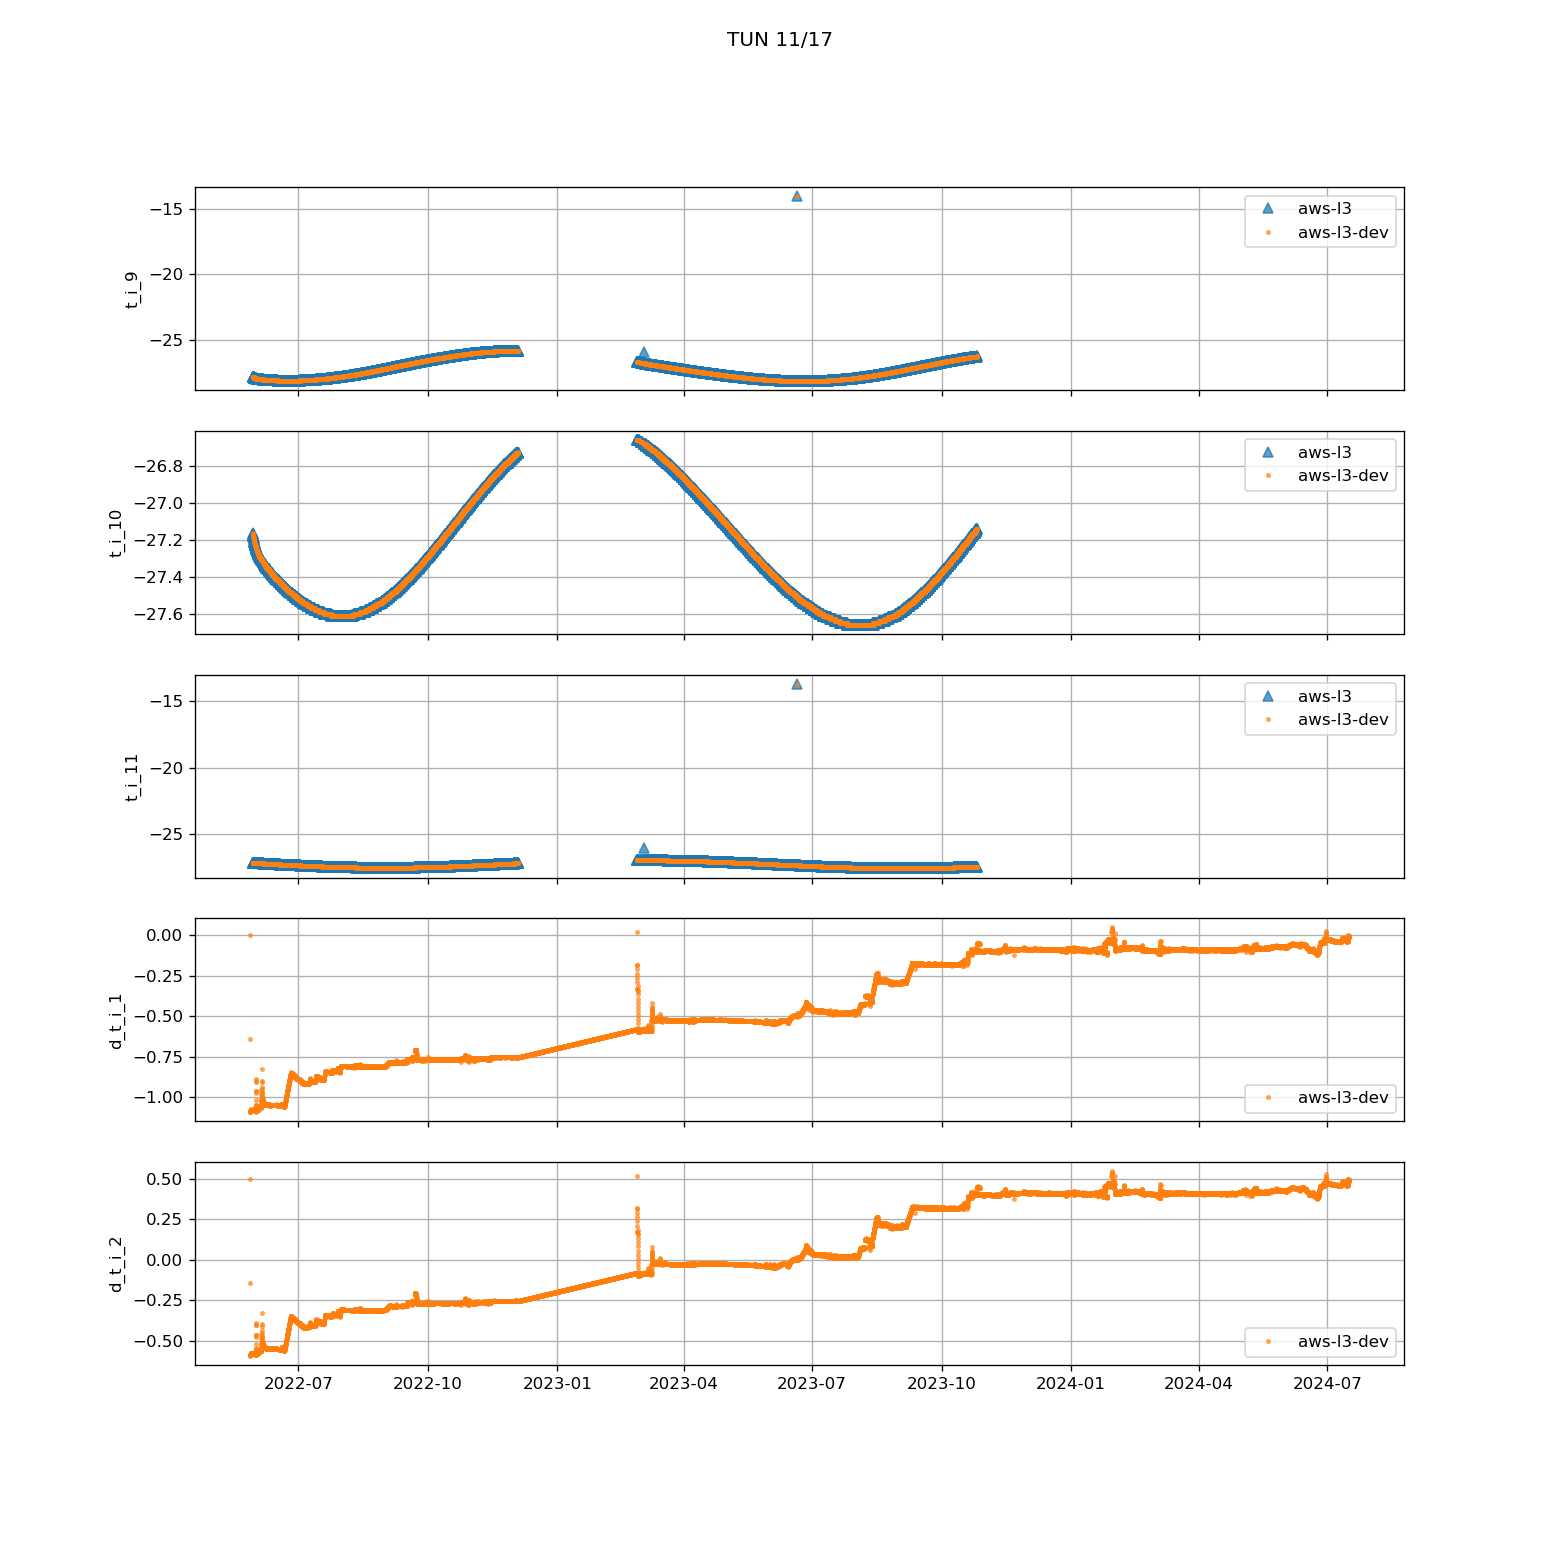 TUN 11/17
−15
−20
−25
t_i_9
aws-l3
aws-l3-dev
−26.8
−27.0
−27.2
−27.4
−27.6
t_i_10
aws-l3
aws-l3-dev
−15
−20
−25
t_i_11
aws-l3
aws-l3-dev
0.00
−0.25
−0.50
−0.75
−1.00
d_t_i_1
aws-l3-dev
0.50
0.25
0.00
−0.25
−0.50
d_t_i_2
aws-l3-dev
2022-07 2022-10 2023-01 2023-04 2023-07 2023-10 2024-01 2024-04 2024-07